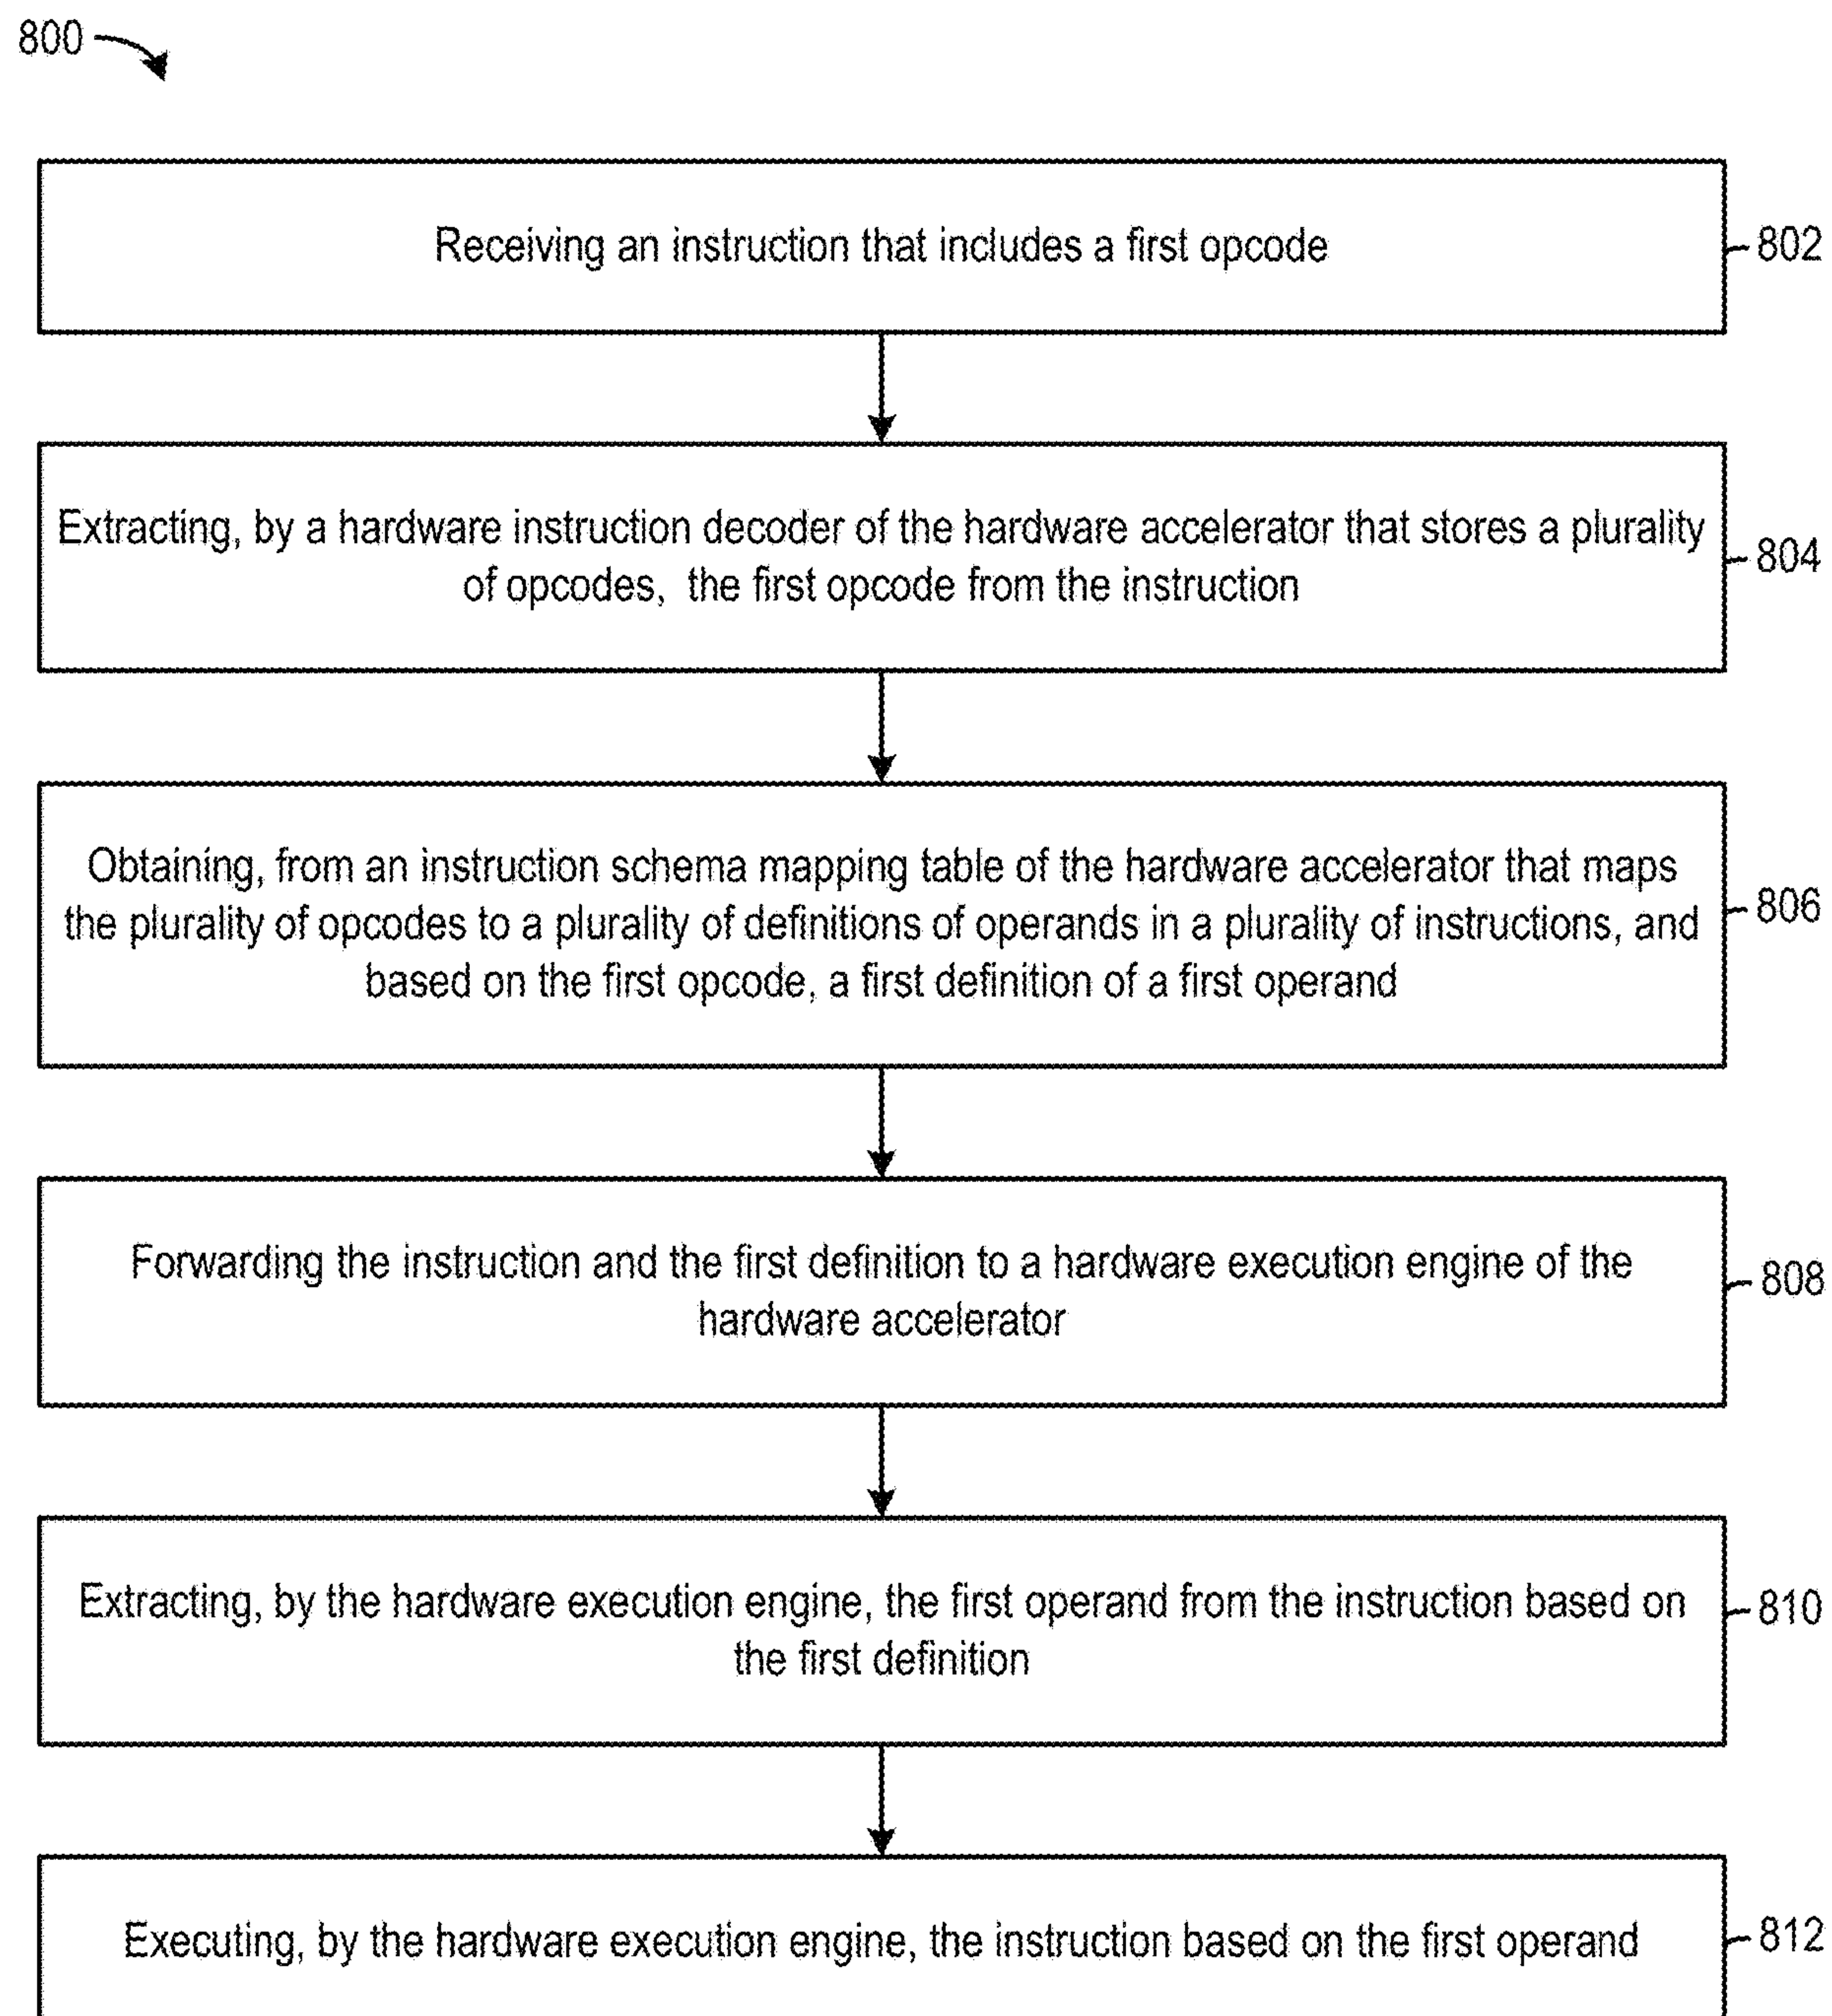 800
Receiving an instruction that includes a first opcode
802
Extracting, by a hardware instruction decoder of the hardware accelerator that stores a plurality
of opcodes,  the first opcode from the instruction
804
Obtaining, from an instruction schema mapping table of the hardware accelerator that maps
the plurality of opcodes to a plurality of definitions of operands in a plurality of instructions, and
based on the first opcode, a first definition of a first operand
806
Forwarding the instruction and the first definition to a hardware execution engine of the
hardware accelerator
808
Extracting, by the hardware execution engine, the first operand from the instruction based on
the first definition
810
Executing, by the hardware execution engine, the instruction based on the first operand
812